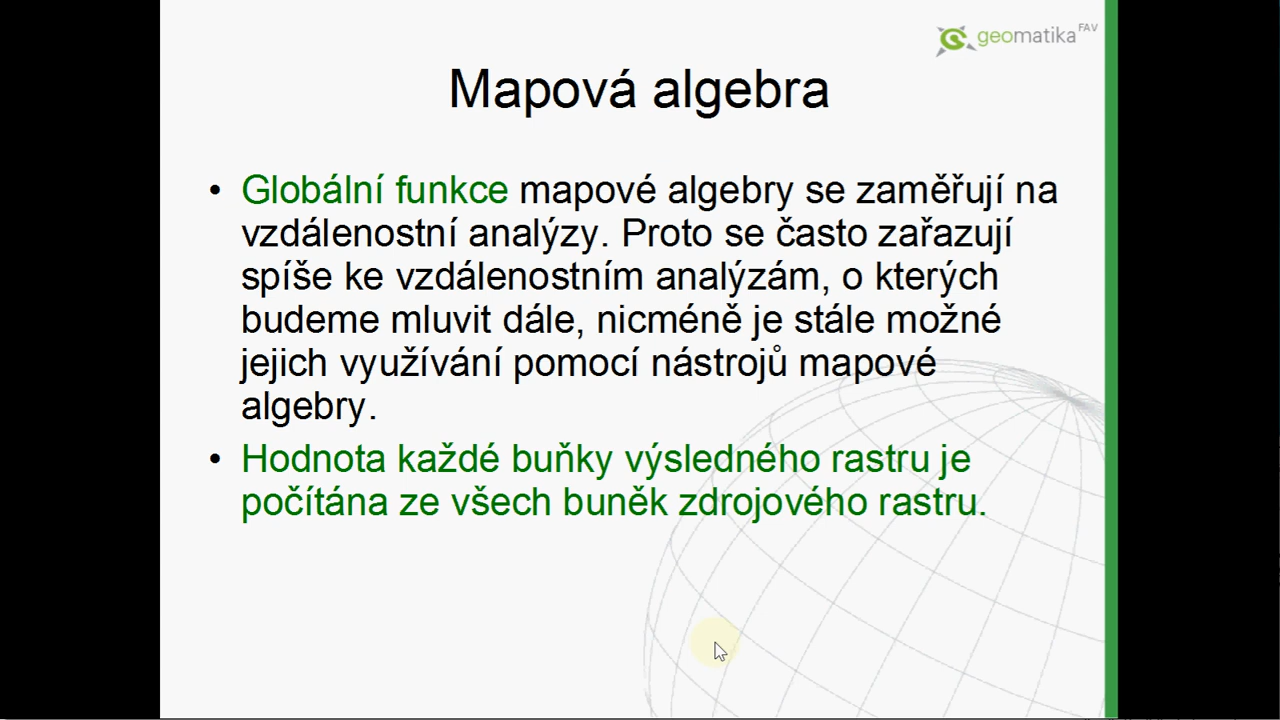 geomatika FAV
Mapová algebra
• Globální funkce mapové algebry se zaměřují na
vzdálenostní analýzy. Proto se často zařazují
spíše ke vzdálenostním analýzám, o kterých
budeme mluvit dále, nicméně je stále možné
jejich využívání pomocí nástrojů mapové
algebry.
• Hodnota každé buňky výsledného rastru je
počítána ze všech buněk zdrojového rastru.